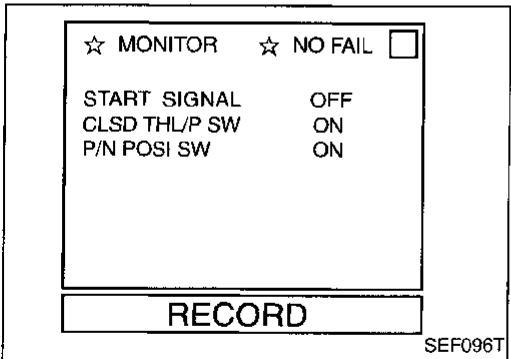 ☆ MONITOR ☆ NO FAIL
START SIGNAL OFF
CLSD THL/P SW ON
P/N POSI SW ON
RECORD
SEF096T